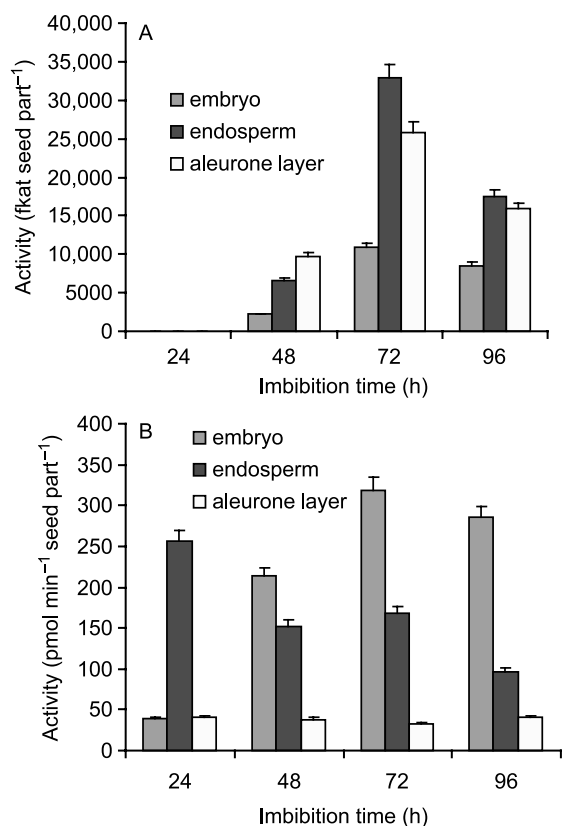 A
embryo
endosperm
aleurone layer
40,000
35,000
30,000
25,000
20,000
15,000
10,000
5000
0
Activity (fkat seed part⁻¹)
24 48 72 96
Imbibition time (h)
B
embryo
endosperm
aleurone layer
400
350
300
250
200
150
100
50
0
Activity (pmol min⁻¹ seed part⁻¹)
24 48 72 96
Imbibition time (h)